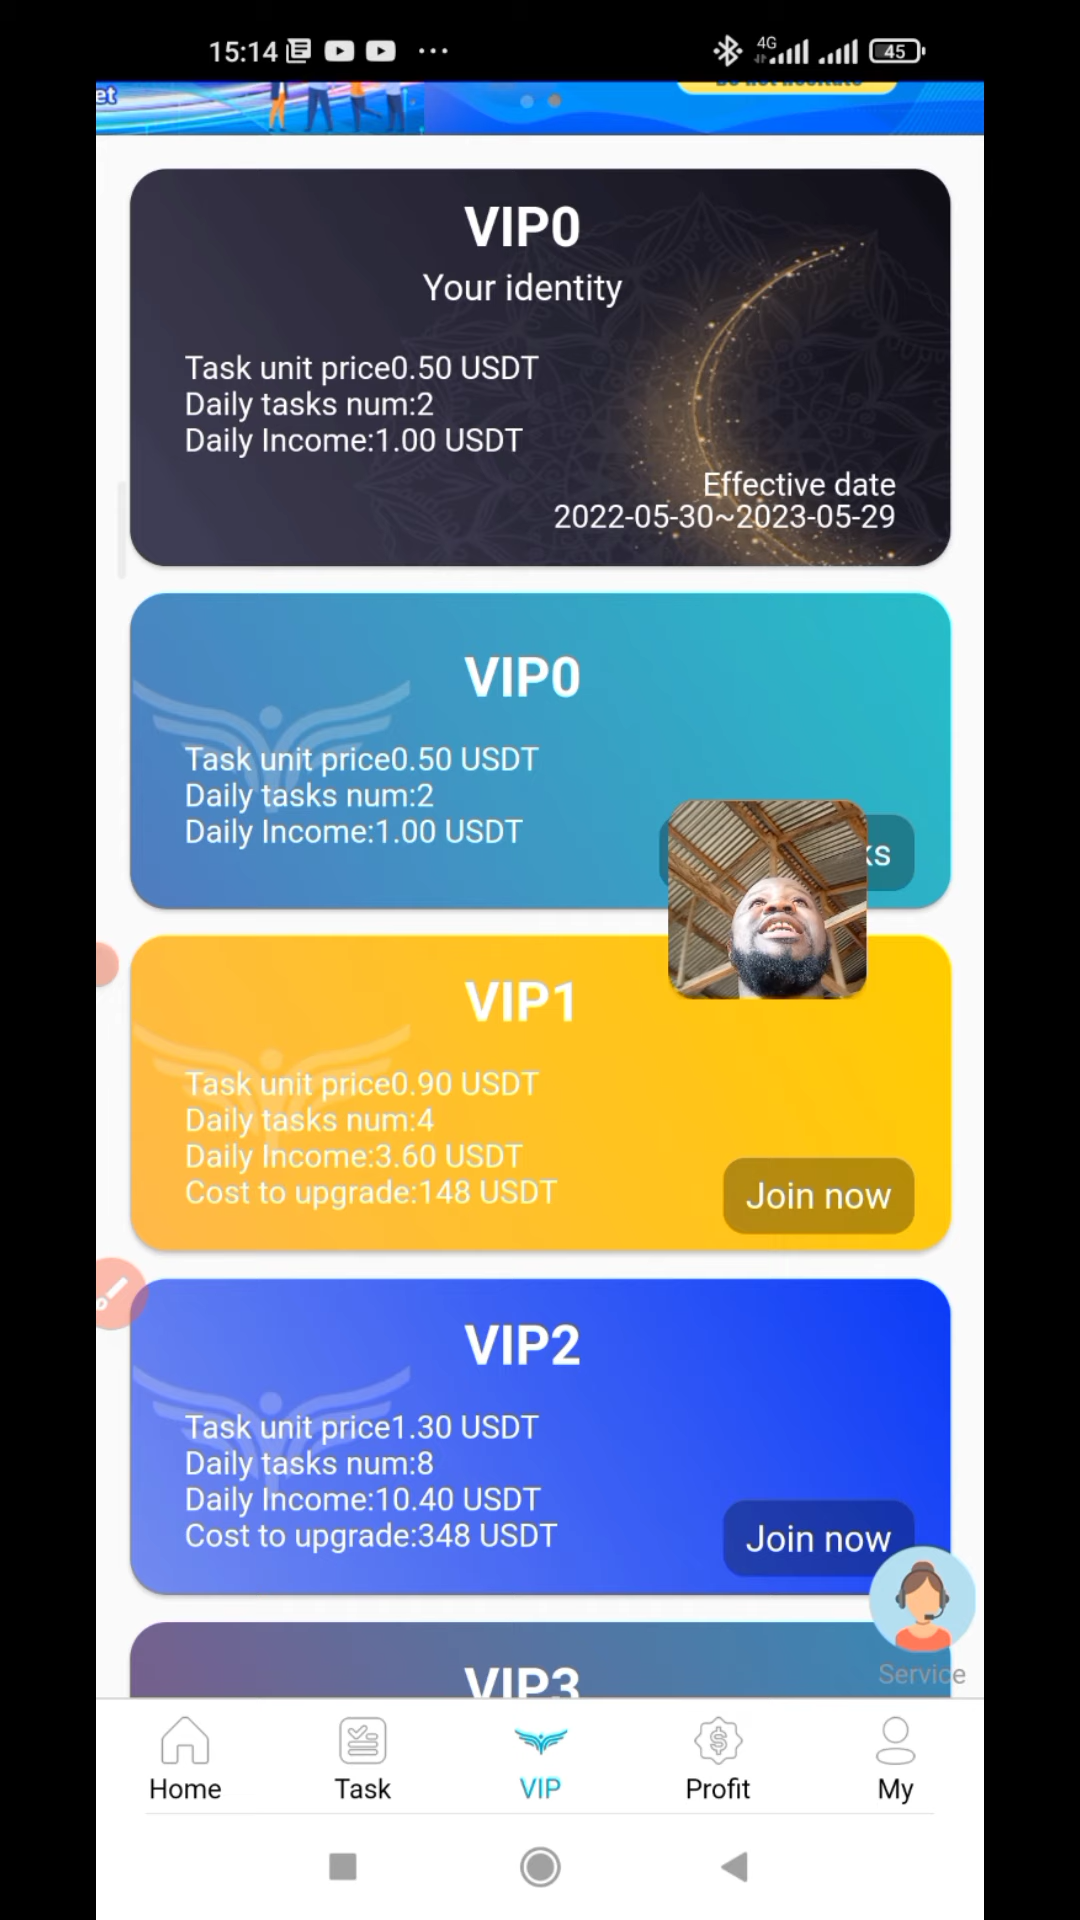 15:14
4G
45
et
VIP0
Your identity
Task unit price0.50 USDT
Daily tasks num:2
Daily Income:1.00 USDT
Effective date
2022-05-30~2023-05-29
VIP0
Task unit price0.50 USDT
Daily tasks num:2
Daily Income:1.00 USDT
ks
VIP1
Task unit price0.90 USDT
Daily tasks num:4
Daily Income:3.60 USDT
Cost to upgrade:148 USDT
Join now
VIP2
Task unit price1.30 USDT
Daily tasks num:8
Daily Income:10.40 USDT
Cost to upgrade:348 USDT
Join now
VIP3
Service
Home
Task
VIP
Profit
My